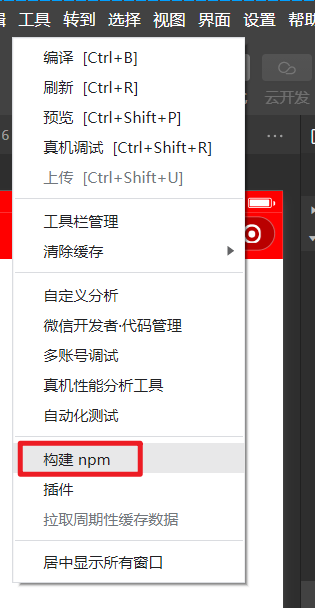 工具 转到 选择 视图 界面 设置 帮助
编译 [Ctrl+B]
刷新 [Ctrl+R]
预览 [Ctrl+Shift+P]
真机调试 [Ctrl+Shift+R]
云开发
上传 [Ctrl+Shift+U]
工具栏管理
清除缓存
自定义分析
微信开发者·代码管理
多账号调试
真机性能分析工具
自动化测试
构建 npm
插件
拉取周期性缓存数据
居中显示所有窗口